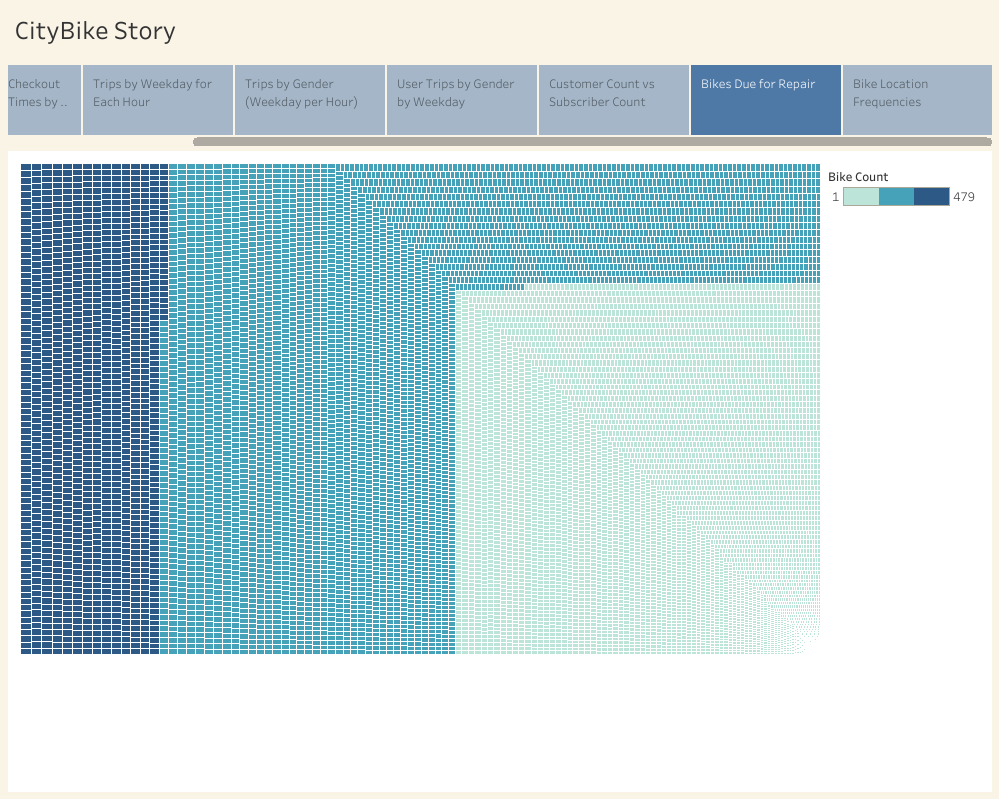 CityBike Story
Checkout
Times by ..
Trips by Weekday for
Each Hour
Trips by Gender
(Weekday per Hour)
User Trips by Gender
by Weekday
Customer Count vs
Subscriber Count
Bikes Due for Repair
Bike Location
Frequencies
Bike Count
1
479